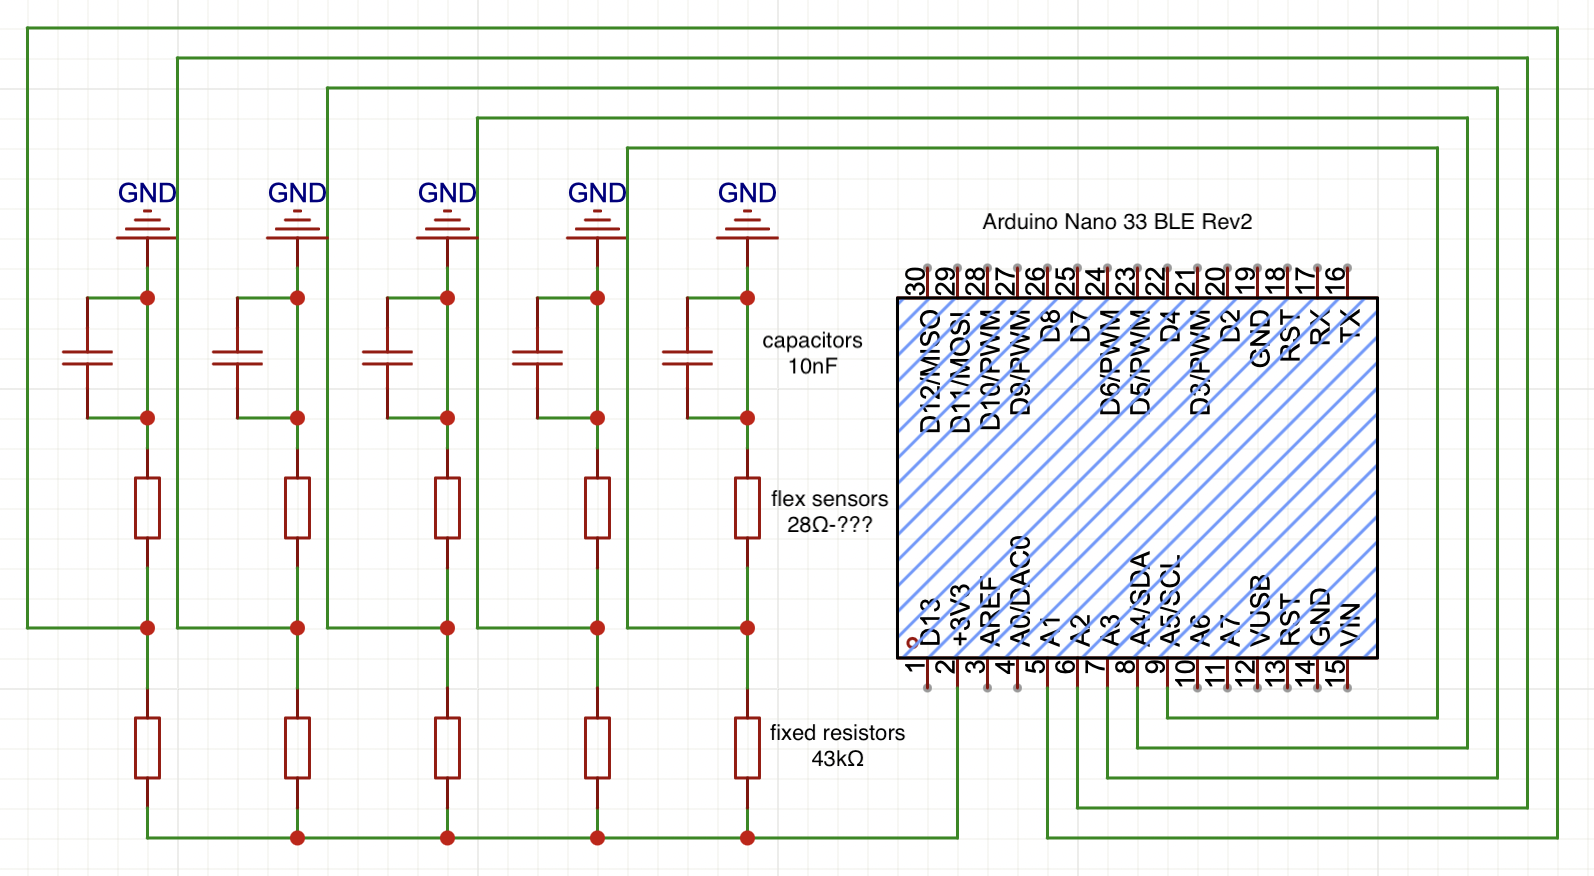 GND GND GND GND GND
Arduino Nano 33 BLE Rev2
30 29 28 27 26 25 24 23 22 21 20 19 18 17 16
D12/MISO D11/MOSI D10/PWM D9/PWM D8 D7 D6/PWM D5/PWM D4 D3/PWM D2 GND RST RX TX
capacitors
10nF
flex sensors
28Ω-???
D13 +3V3 AREF A0/DAC0 A1 A2 A3 A4/SDA A5/SCL A6 A7 VUSB RST GND VIN
1 2 3 4 5 6 7 8 9 10 11 12 13 14 15
fixed resistors
43kΩ